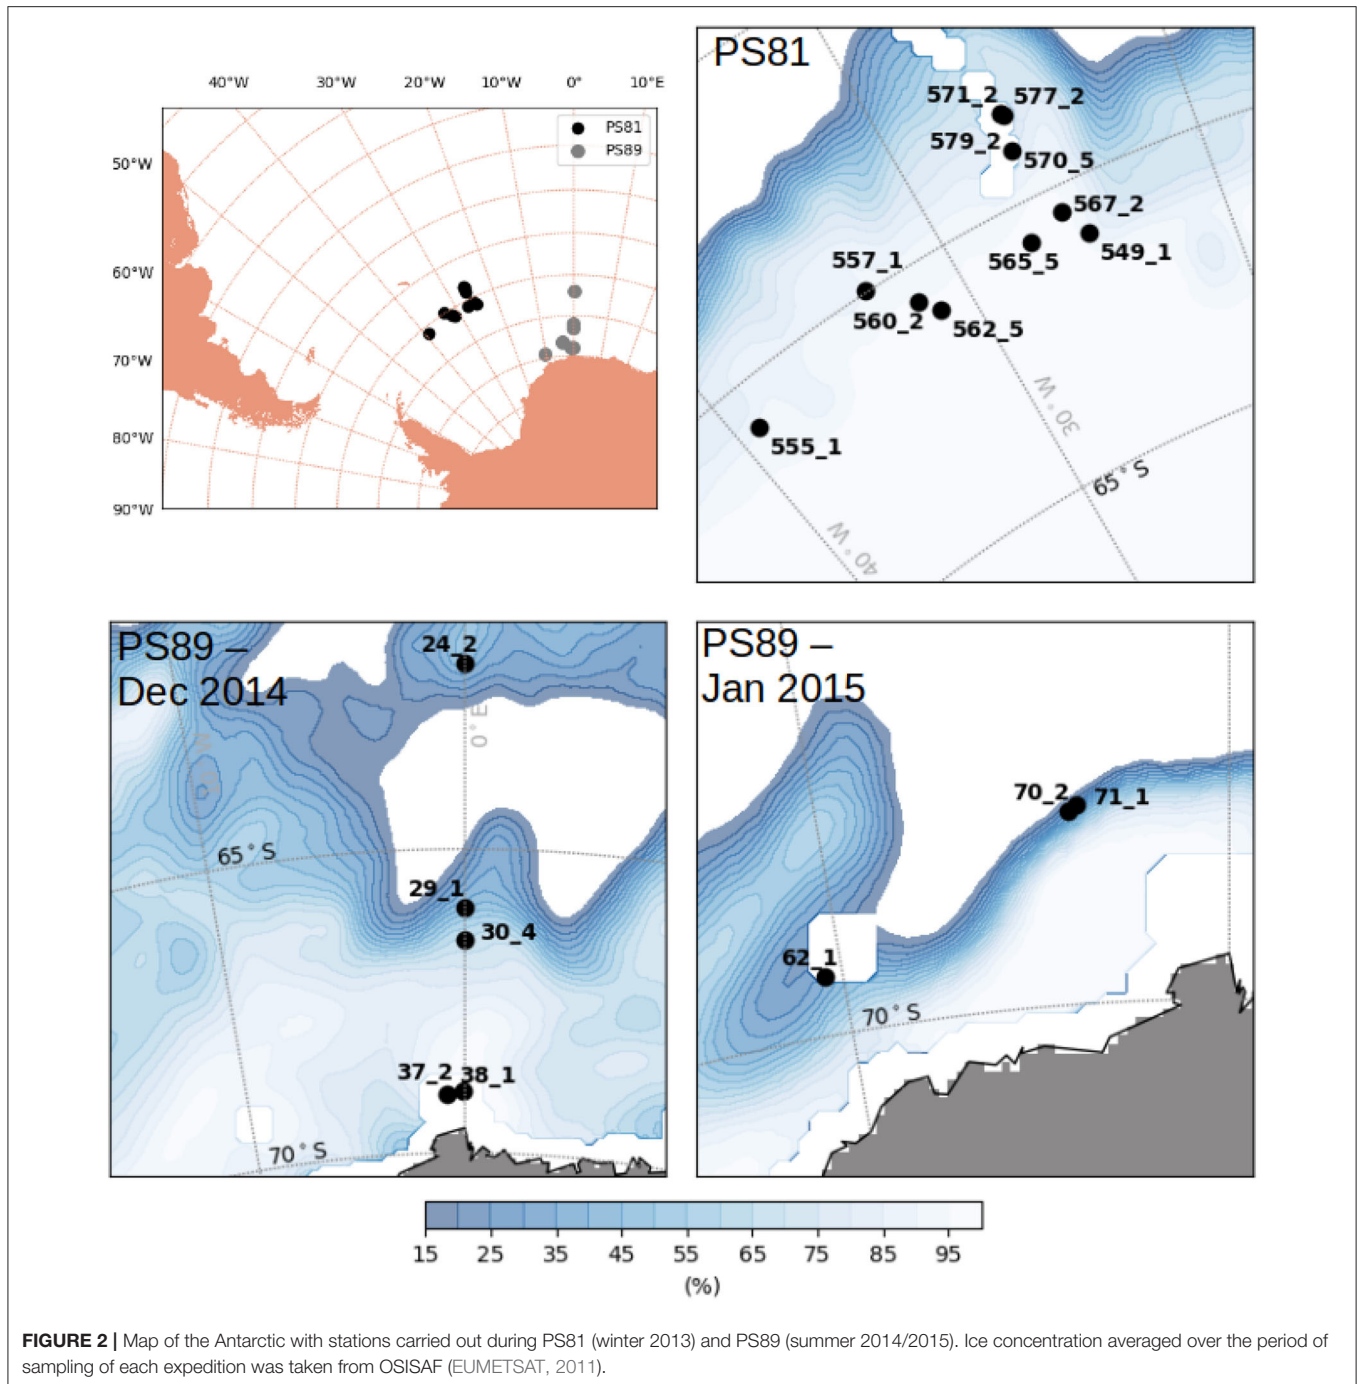 40°W 30°W 20°W 10°W 0° 10°E
50°W
60°W
70°W
80°W
90°W
PS81
PS89
PS81
571_2 577_2
579_2
570_5
567_2
549_1
565_5
557_1
560_2
562_5
555_1
30°W
65°S
40°W
PS89 –
Dec 2014
24_2
0°E
65°S
29_1
30_4
37_2 38_1
70°S
PS89 –
Jan 2015
70_2 71_1
62_1
70°S
15 25 35 45 55 65 75 85 95
(%)
FIGURE 2 | Map of the Antarctic with stations carried out during PS81 (winter 2013) and PS89 (summer 2014/2015). Ice concentration averaged over the period of
sampling of each expedition was taken from OSISAF (EUMETSAT, 2011).